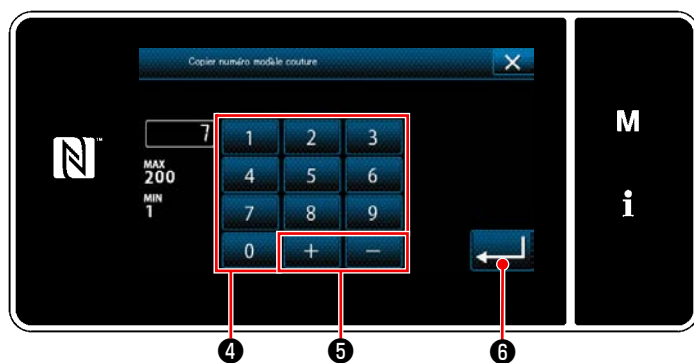 Copier numéro modèle couture
7
MAX
200
MIN
1
1 2 3
4 5 6
7 8 9
0 + −
N™
M
i
❹ ❺ ❻